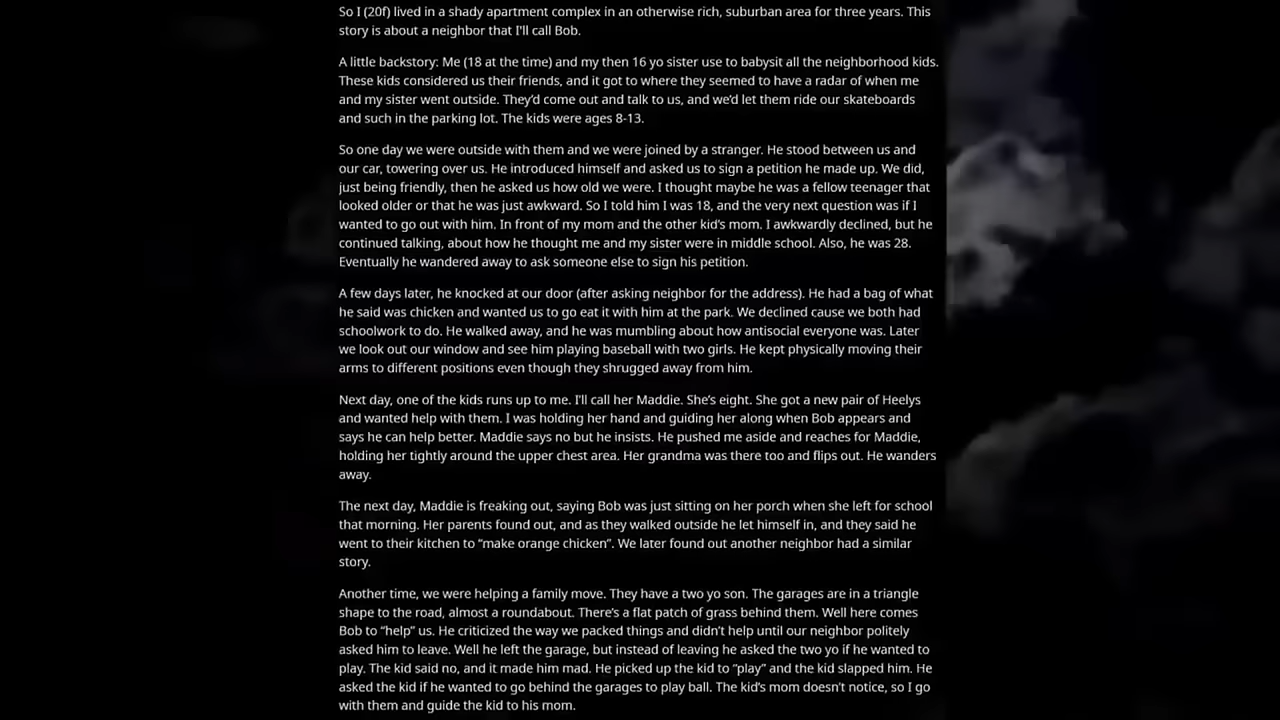 So I (20f) lived in a shady apartment complex in an otherwise rich, suburban area for three years. This
story is about a neighbor that I'll call Bob.
A little backstory: Me (18 at the time) and my then 16 yo sister use to babysit all the neighborhood kids.
These kids considered us their friends, and it got to where they seemed to have a radar of when me
and my sister went outside. They'd come out and talk to us, and we'd let them ride our skateboards
and such in the parking lot. The kids were ages 8-13.
So one day we were outside with them and we were joined by a stranger. He stood between us and
our car, towering over us. He introduced himself and asked us to sign a petition he made up. We did,
just being friendly, then he asked us how old we were. I thought maybe he was a fellow teenager that
looked older or that he was just awkward. So I told him I was 18, and the very next question was if I
wanted to go out with him. In front of my mom and the other kid's mom. I awkwardly declined, but he
continued talking, about how he thought me and my sister were in middle school. Also, he was 28.
Eventually he wandered away to ask someone else to sign his petition.
A few days later, he knocked at our door (after asking neighbor for the address). He had a bag of what
he said was chicken and wanted us to go eat it with him at the park. We declined cause we both had
schoolwork to do. He walked away, and he was mumbling about how antisocial everyone was. Later
we look out our window and see him playing baseball with two girls. He kept physically moving their
arms to different positions even though they shrugged away from him.
Next day, one of the kids runs up to me. I'll call her Maddie. She's eight. She got a new pair of Heelys
and wanted help with them. I was holding her hand and guiding her along when Bob appears and
says he can help better. Maddie says no but he insists. He pushed me aside and reaches for Maddie,
holding her tightly around the upper chest area. Her grandma was there too and flips out. He wanders
away.
The next day, Maddie is freaking out, saying Bob was just sitting on her porch when she left for school
that morning. Her parents found out, and as they walked outside he let himself in, and they said he
went to their kitchen to “make orange chicken”. We later found out another neighbor had a similar
story.
Another time, we were helping a family move. They have a two yo son. The garages are in a triangle
shape to the road, almost a roundabout. There's a flat patch of grass behind them. Well here comes
Bob to “help” us. He criticized the way we packed things and didn't help until our neighbor politely
asked him to leave. Well he left the garage, but instead of leaving he asked the two yo if he wanted to
play. The kid said no, and it made him mad. He picked up the kid to “play” and the kid slapped him. He
asked the kid if he wanted to go behind the garages to play ball. The kid's mom doesn't notice, so I go
with them and guide the kid to his mom.